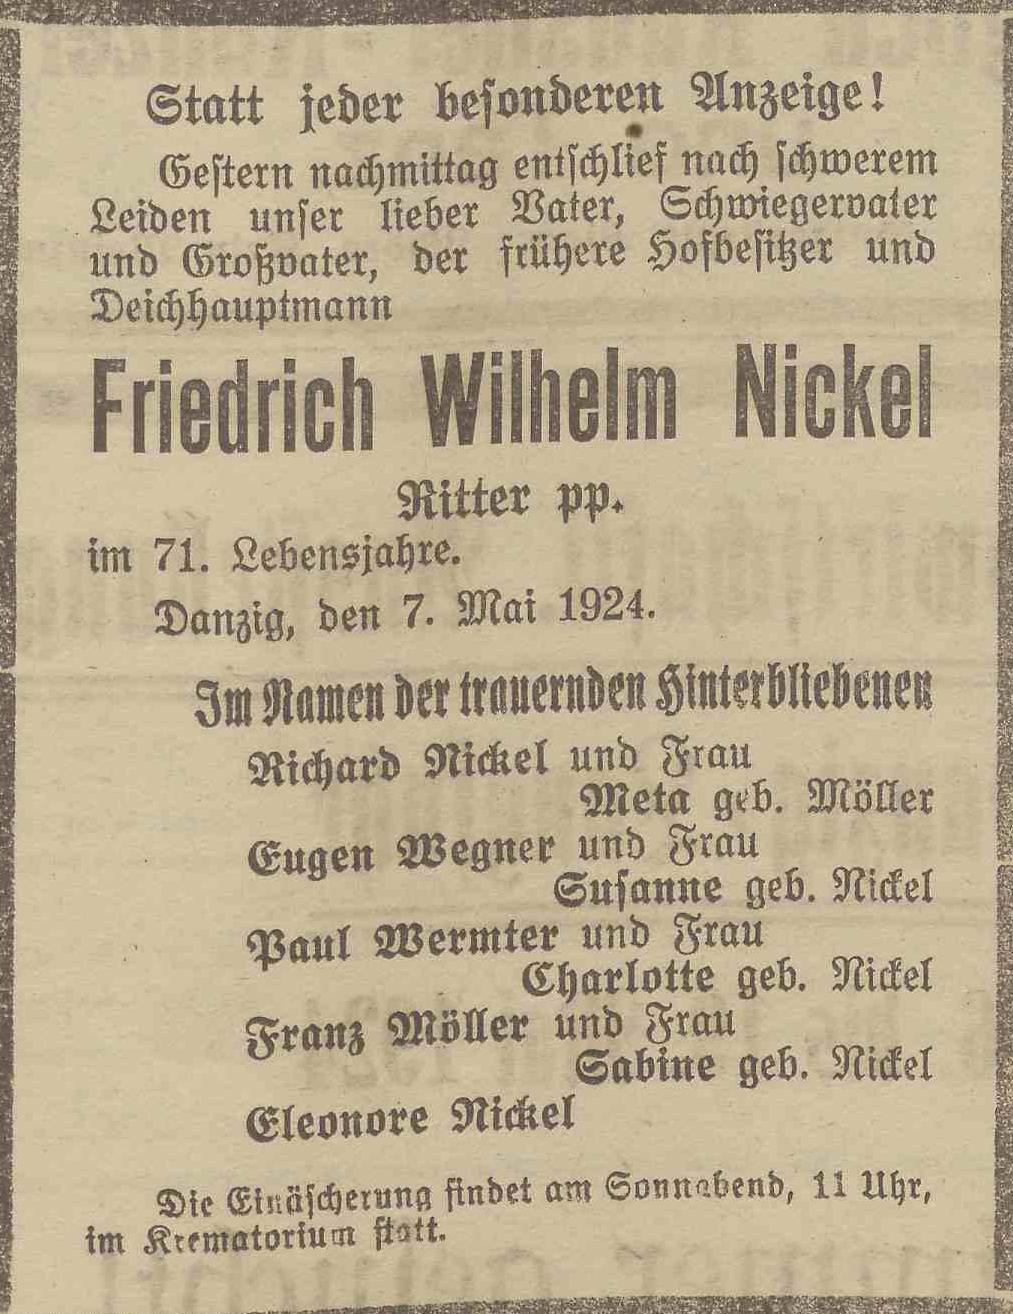 Statt jeder besonderen Anzeige!
Gestern nachmittag entschlief nach schwerem
Leiden unser lieber Vater, Schwiegervater
und Großvater, der frühere Hofbesitzer und
Deichhauptmann
Friedrich Wilhelm Nickel
Ritter pp.
im 71. Lebensjahre.
Danzig, den 7. Mai 1924.
Im Namen der trauernden Hinterbliebenen
Richard Nickel und Frau
Meta geb. Möller
Eugen Wegner und Frau
Susanne geb. Nickel
Paul Wermter und Frau
Charlotte geb. Nickel
Franz Möller und Frau
Sabine geb. Nickel
Eleonore Nickel
Die Einäscherung findet am Sonnabend, 11 Uhr,
im Krematorium statt.